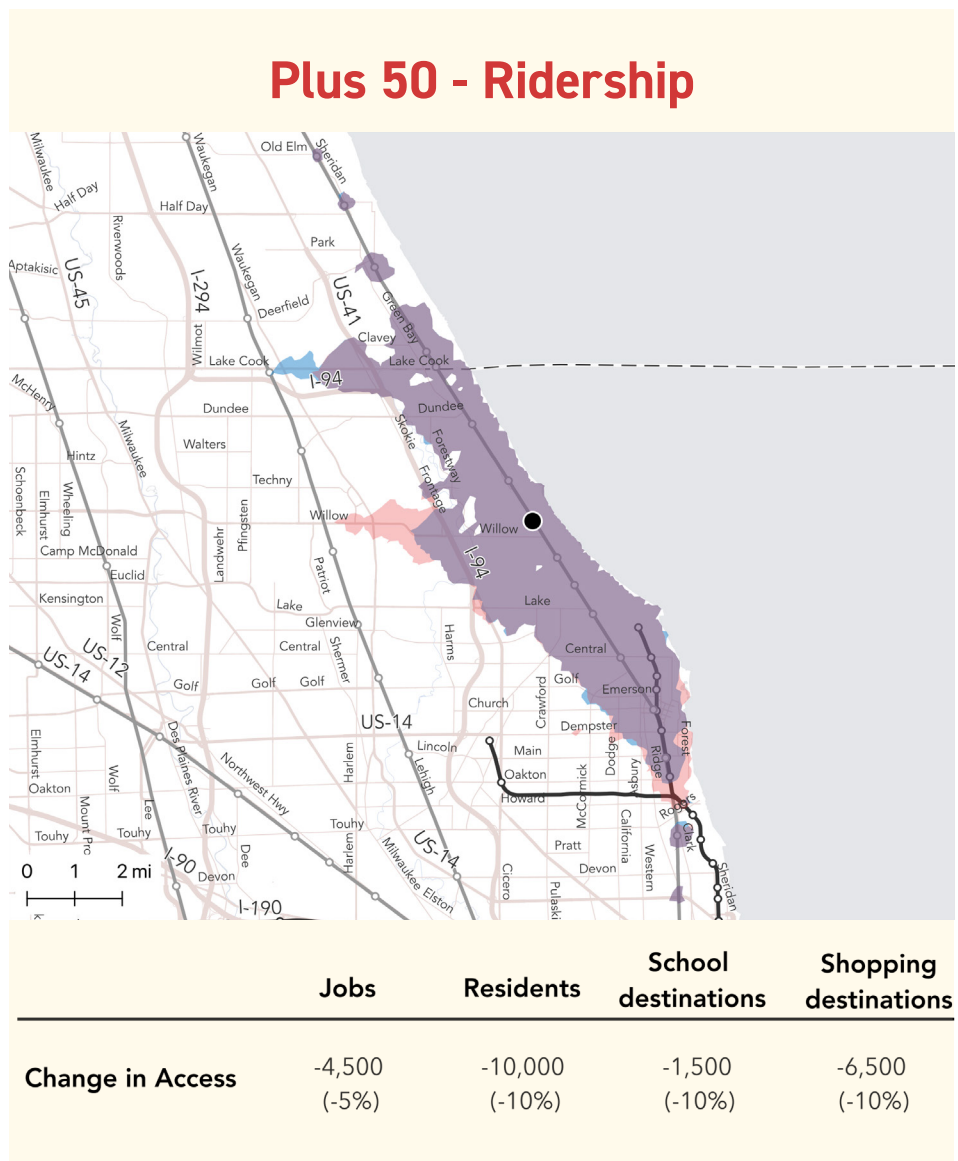 Plus 50 - Ridership
Old Elm
Sheridan
Milwaukee
Waukegan
Half Day
Half Day
Riverwoods
Park
Aptakisic
US-45
I-294
Waukegan
US-41
Deerfield
Green Bay
Wilmot
Clavey
Lake Cook
Lake Cook
I-94
McHenry
Dundee
Dundee
Skokie
Milwaukee
Walters
Forestway
Hintz
Techny
Frontage
Schoenbeck
Elmhurst
Wheeling
Pfingsten
Willow
Willow
Landwehr
Camp McDonald
Euclid
Patriot
I-94
Kensington
Lake
Lake
Glenview
Wolf
Harms
US-12
US-14
Central
Central
Shermer
Central
Golf
Golf
Golf
Golf
Crawford
Emerson
Church
US-14
Dempster
Des Plaines River
Elmhurst
Lincoln
Main
Dodge
Forest
Harlem
Lehigh
Ridge
Northwest Hwy
Oakton
Oakton
Asbury
Wolf
McCormick
Howard
Rogers
Mount Prc
Lee
Touhy
Touhy
Touhy
Touhy
California
Clark
US-14
Harlem
Dee
Pratt
Western
I-90
Milwaukee
Devon
Devon
Cicero
Sheridan
Elston
Pulaski
0 1 2 mi
I-190
Jobs
Residents
School
destinations
Shopping
destinations
Change in Access
-4,500
-10,000
-1,500
-6,500
(-5%)
(-10%)
(-10%)
(-10%)